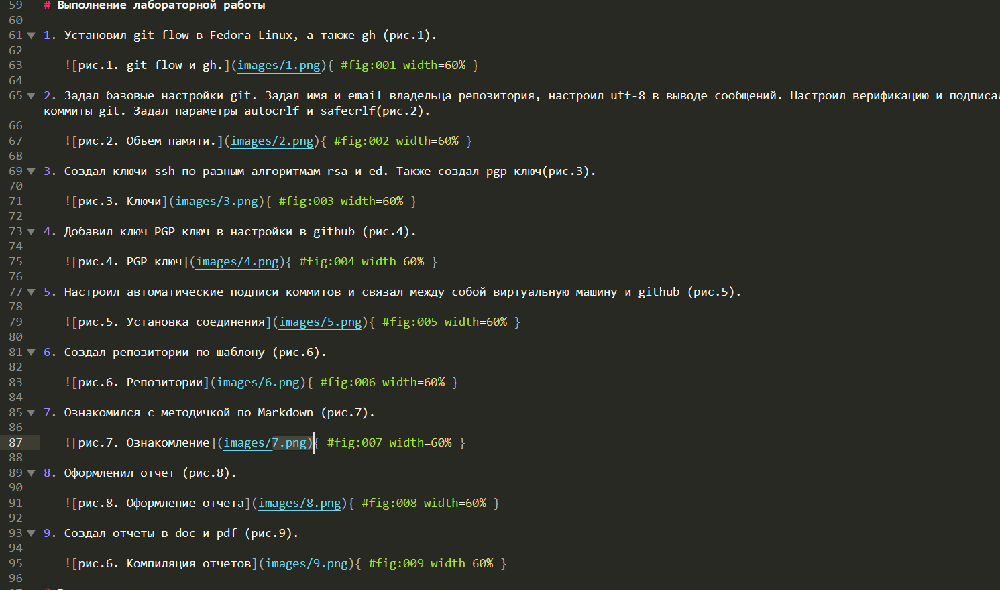 59 # Выполнение лабораторной работы
60
61 1. Установил git-flow в Fedora Linux, а также gh (рис.1).
62
63 ![рис.1. git-flow и gh.](images/1.png){ #fig:001 width=60% }
64
65 2. Задал базовые настройки git. Задал имя и email владельца репозитория, настроил utf-8 в выводе сообщений. Настроил верификацию и подписал
коммиты git. Задал параметры autocrlf и safecrlf(рис.2).
66
67 ![рис.2. Объем памяти.](images/2.png){ #fig:002 width=60% }
68
69 3. Создал ключи ssh по разным алгоритмам rsa и ed. Также создал pgp ключ(рис.3).
70
71 ![рис.3. Ключи](images/3.png){ #fig:003 width=60% }
72
73 4. Добавил ключ PGP ключ в настройки в github (рис.4).
74
75 ![рис.4. PGP ключ](images/4.png){ #fig:004 width=60% }
76
77 5. Настроил автоматические подписи коммитов и связал между собой виртуальную машину и github (рис.5).
78
79 ![рис.5. Установка соединения](images/5.png){ #fig:005 width=60% }
80
81 6. Создал репозитории по шаблону (рис.6).
82
83 ![рис.6. Репозитории](images/6.png){ #fig:006 width=60% }
84
85 7. Ознакомился с методичкой по Markdown (рис.7).
86
87 ![рис.7. Ознакомление](images/7.png){ #fig:007 width=60% }
88
89 8. Оформленил отчет (рис.8).
90
91 ![рис.8. Оформление отчета](images/8.png){ #fig:008 width=60% }
92
93 9. Создал отчеты в doc и pdf (рис.9).
94
95 ![рис.6. Компиляция отчетов](images/9.png){ #fig:009 width=60% }
96